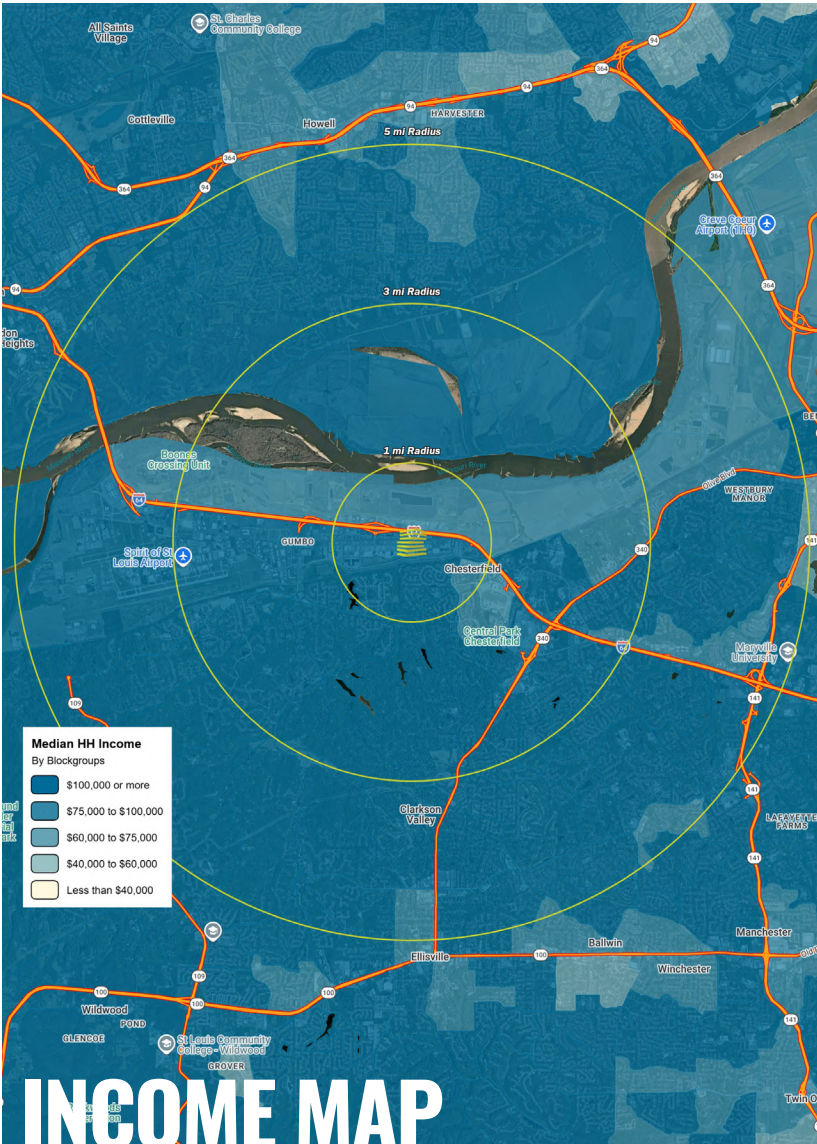 All Saints
Village
St. Charles
Community College
94
364
94
94
HARVESTER
Cottleville
Howell
5 mi Radius
364
364
94
364
Creve Coeur
Airport (1H0)
94
364
3 mi Radius
Heights
1 mi Radius
Boones
Crossing Unit
Olive Blvd
WESTBURY
MANOR
64
GUMBO
141
340
Spirit of St
Louis Airport
Chesterfield
Central Park
Chesterfield
340
64
Maryville
University
141
109
Median HH Income
By Blockgroups
$100,000 or more
$75,000 to $100,000
$60,000 to $75,000
$40,000 to $60,000
Less than $40,000
141
Clarkson
Valley
LAFAYETTE
FARMS
141
Manchester
Ballwin
Ellisville
100
Winchester
109
100
100
100
Wildwood
POND
GLENCOE
141
St Louis Community
College - Wildwood
GROVER
Twin O
INCOME MAP